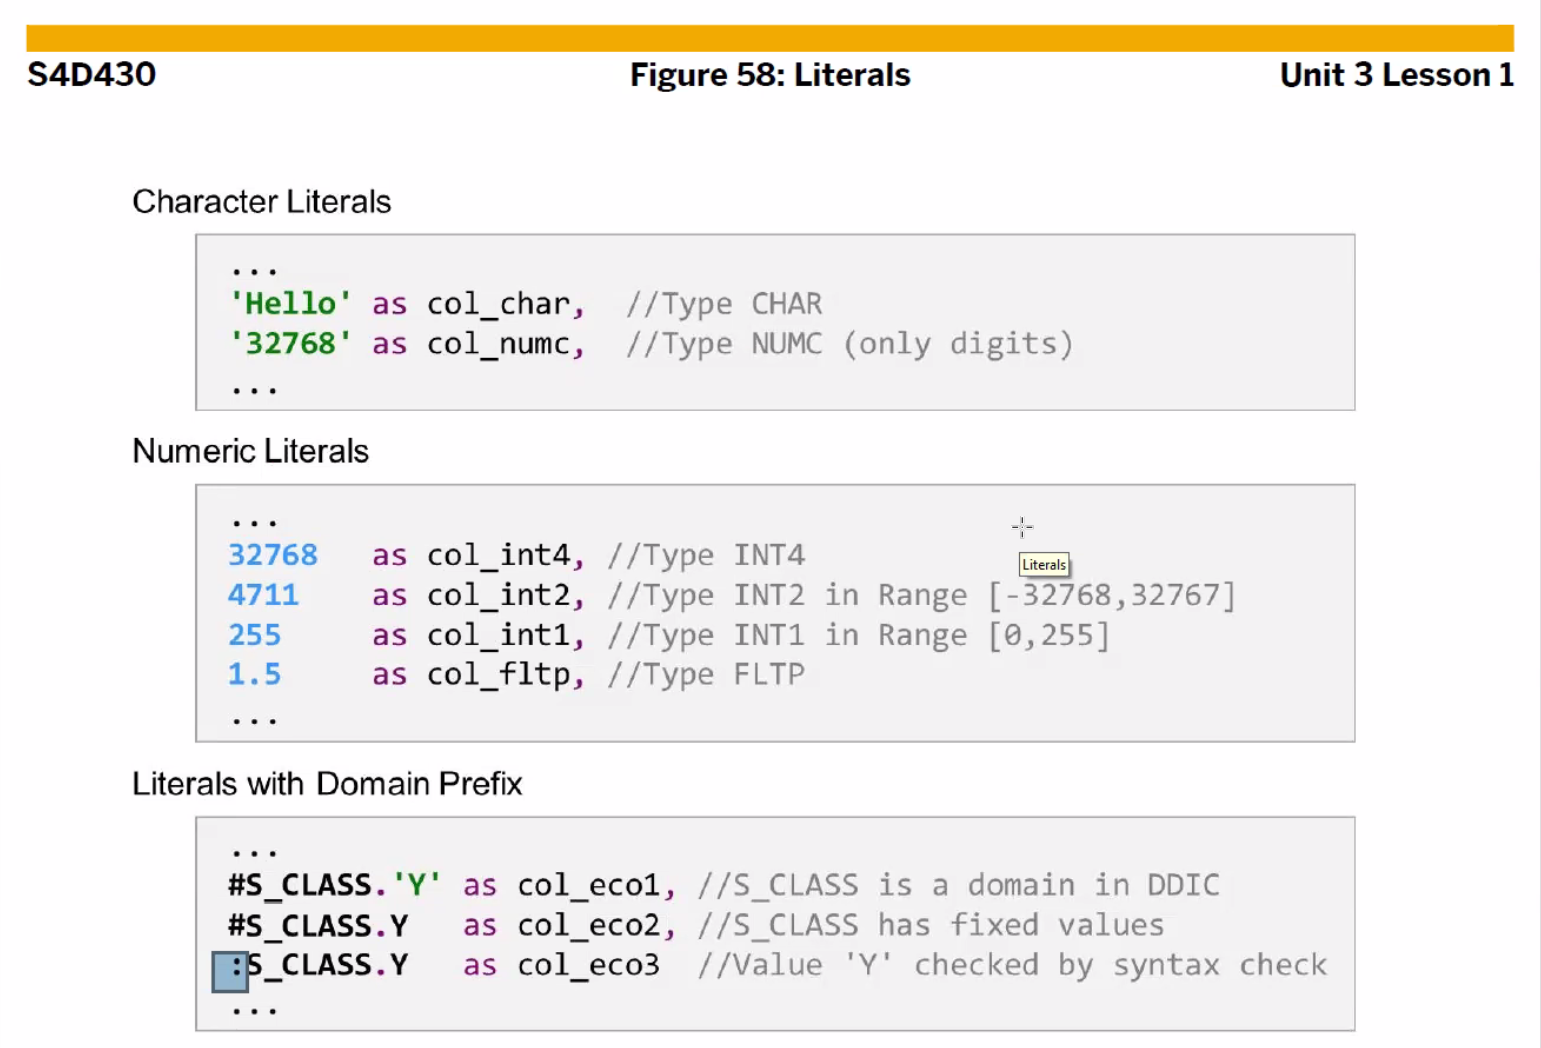 S4D430 Figure 58: Literals Unit 3 Lesson 1
Character Literals
...
'Hello' as col_char, //Type CHAR
'32768' as col_numc, //Type NUMC (only digits)
...
Numeric Literals
...
32768 as col_int4, //Type INT4
Literals
4711 as col_int2, //Type INT2 in Range [-32768,32767]
255 as col_int1, //Type INT1 in Range [0,255]
1.5 as col_fltp, //Type FLTP
...
Literals with Domain Prefix
...
#S_CLASS.'Y' as col_eco1, //S_CLASS is a domain in DDIC
#S_CLASS.Y as col_eco2, //S_CLASS has fixed values
:S_CLASS.Y as col_eco3 //Value 'Y' checked by syntax check
...